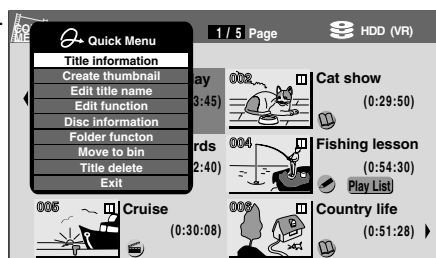 Quick Menu
1 / 5 Page
HDD (VR)
Title information
Create thumbnail
Edit title name
Edit function
Disc information
Folder functon
Move to bin
Title delete
Exit
ay
3:45)
002
Cat show
(0:29:50)
rds
2:40)
004
Fishing lesson
(0:54:30)
Play List
005
Cruise
(0:30:08)
006
Country life
(0:51:28)